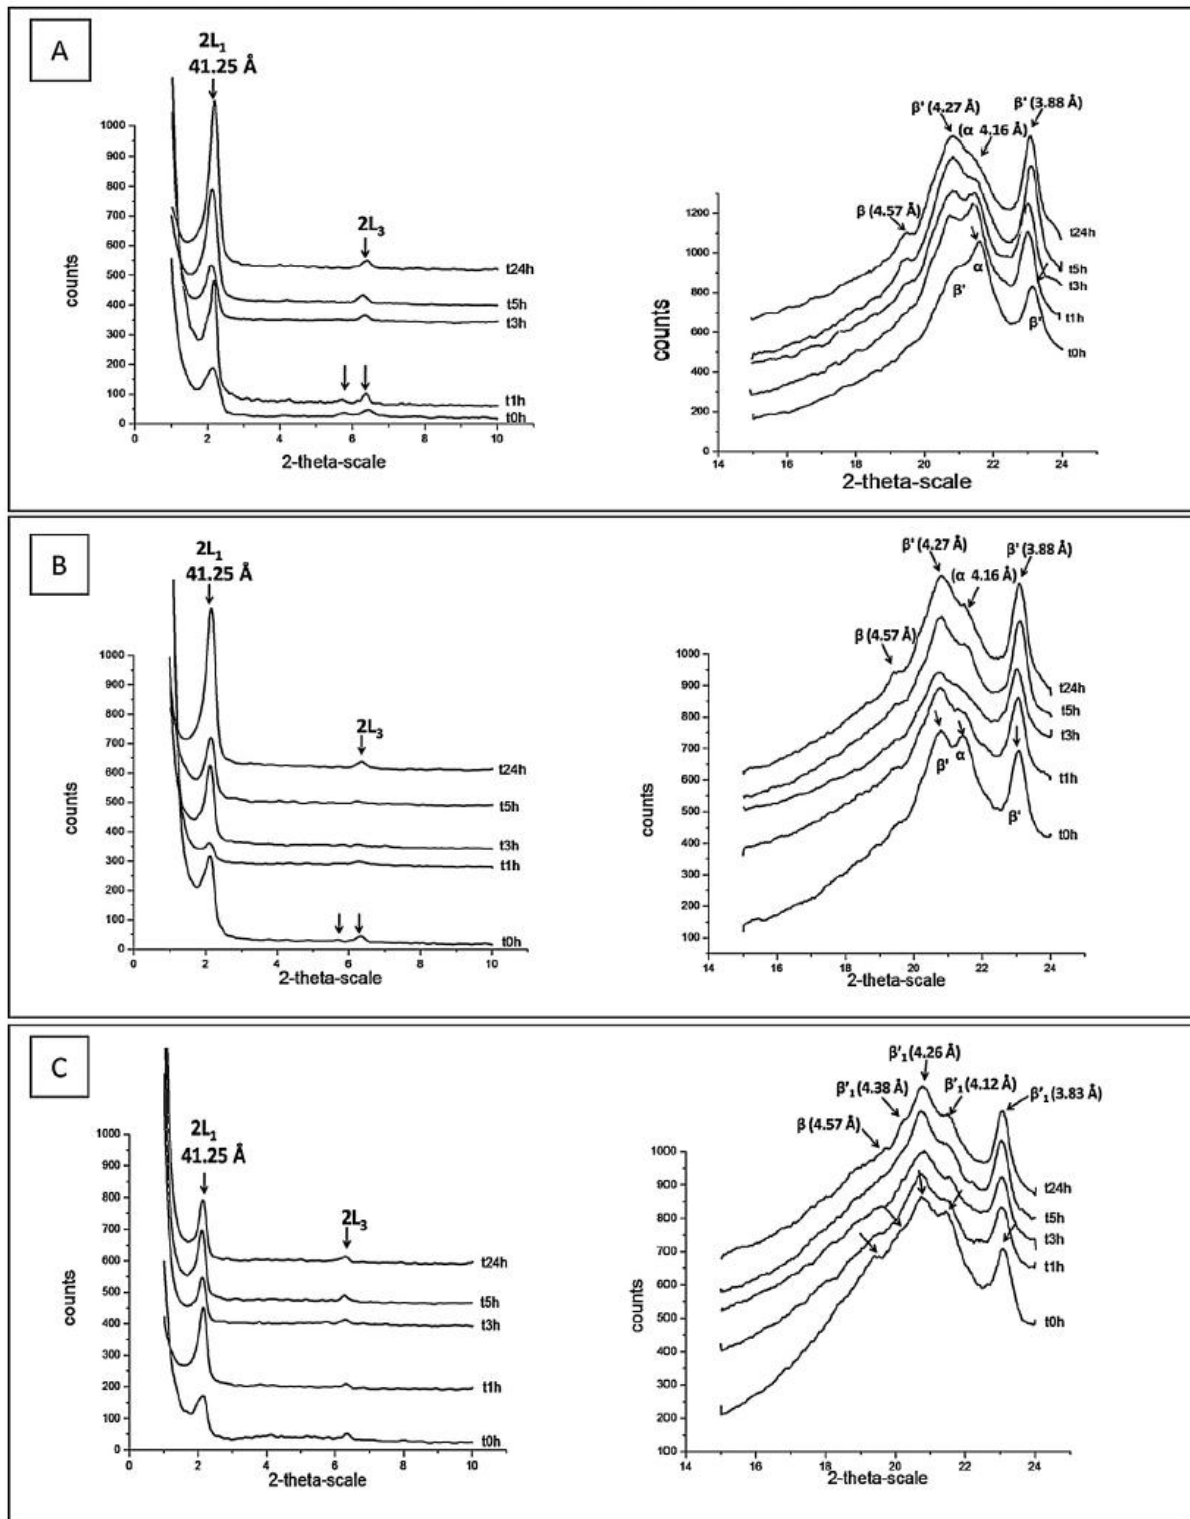 A
2L₁
41.25 Å
2L₃
counts
1000
900
800
700
600
500
400
300
200
100
0
t24h
t5h
t3h
t1h
t0h
0 2 4 6 8 10
2-theta-scale
β' (4.27 Å)
β' (3.88 Å)
(α 4.16 Å)
β (4.57 Å)
counts
1200
1000
800
600
400
200
0
α
β'
β'
t24h
t5h
t3h
t1h
t0h
14 16 18 20 22 24
2-theta-scale
B
2L₁
41.25 Å
2L₃
counts
1000
900
800
700
600
500
400
300
200
100
0
t24h
t5h
t3h
t1h
t0h
0 2 4 6 8 10
2-theta-scale
β' (4.27 Å)
β' (3.88 Å)
(α 4.16 Å)
β (4.57 Å)
counts
1000
900
800
700
600
500
400
300
200
100
β' α
β'
t24h
t5h
t3h
t1h
t0h
14 16 18 20 22 24
2-theta-scale
C
2L₁
41.25 Å
2L₃
counts
1000
900
800
700
600
500
400
300
200
100
0
t24h
t5h
t3h
t1h
t0h
0 2 4 6 8 10
2-theta-scale
β'₁ (4.26 Å)
β'₁ (4.38 Å)
β'₁ (4.12 Å)
β'₁ (3.83 Å)
β (4.57 Å)
counts
1000
900
800
700
600
500
400
300
200
100
t24h
t5h
t3h
t1h
t0h
14 16 18 20 22 24
2-theta-scale